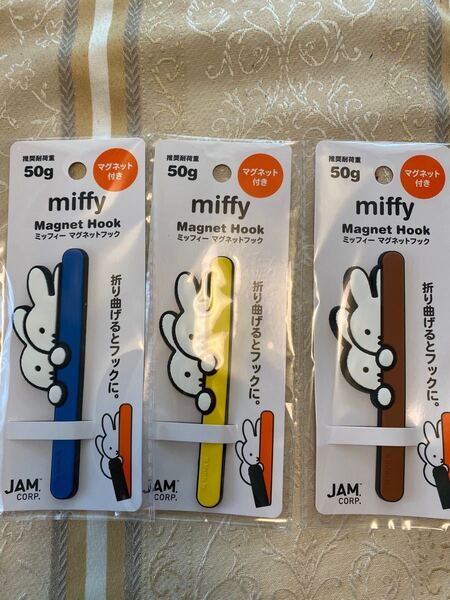 推奨耐荷重
50g
マグネット
付き
miffy
Magnet Hook
ミッフィー マグネットフック
折り曲げるとフックに。
JAM
CORP.
推奨耐荷重
50g
マグネット
付き
miffy
Magnet Hook
ミッフィー マグネットフック
折り曲げるとフックに。
JAM
CORP.
推奨耐荷重
50g
マグネット
付き
miffy
Magnet Hook
ミッフィー マグネットフック
折り曲げるとフックに。
JAM
CORP.